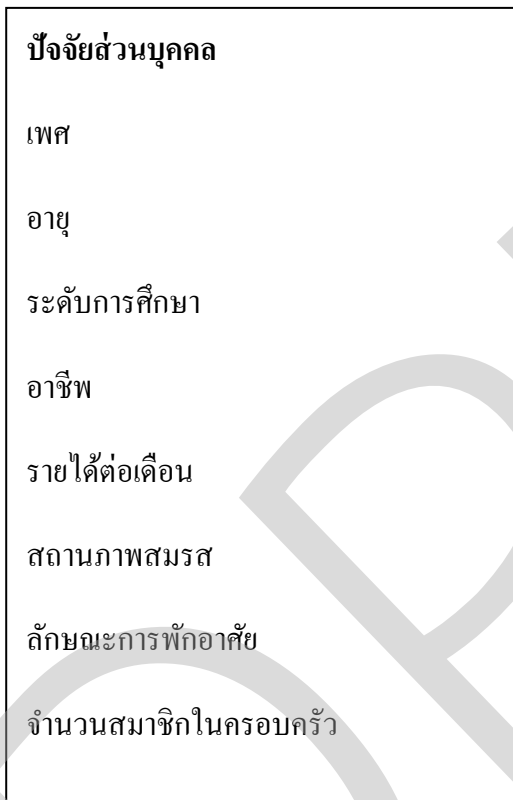 ปัจจัยส่วนบุคคล
เพศ
อายุ
ระดับการศึกษา
อาชีพ
รายได้ต่อเดือน
สถานภาพสมรส
ลักษณะการพักอาศัย
จำนวนสมาชิกในครอบครัว